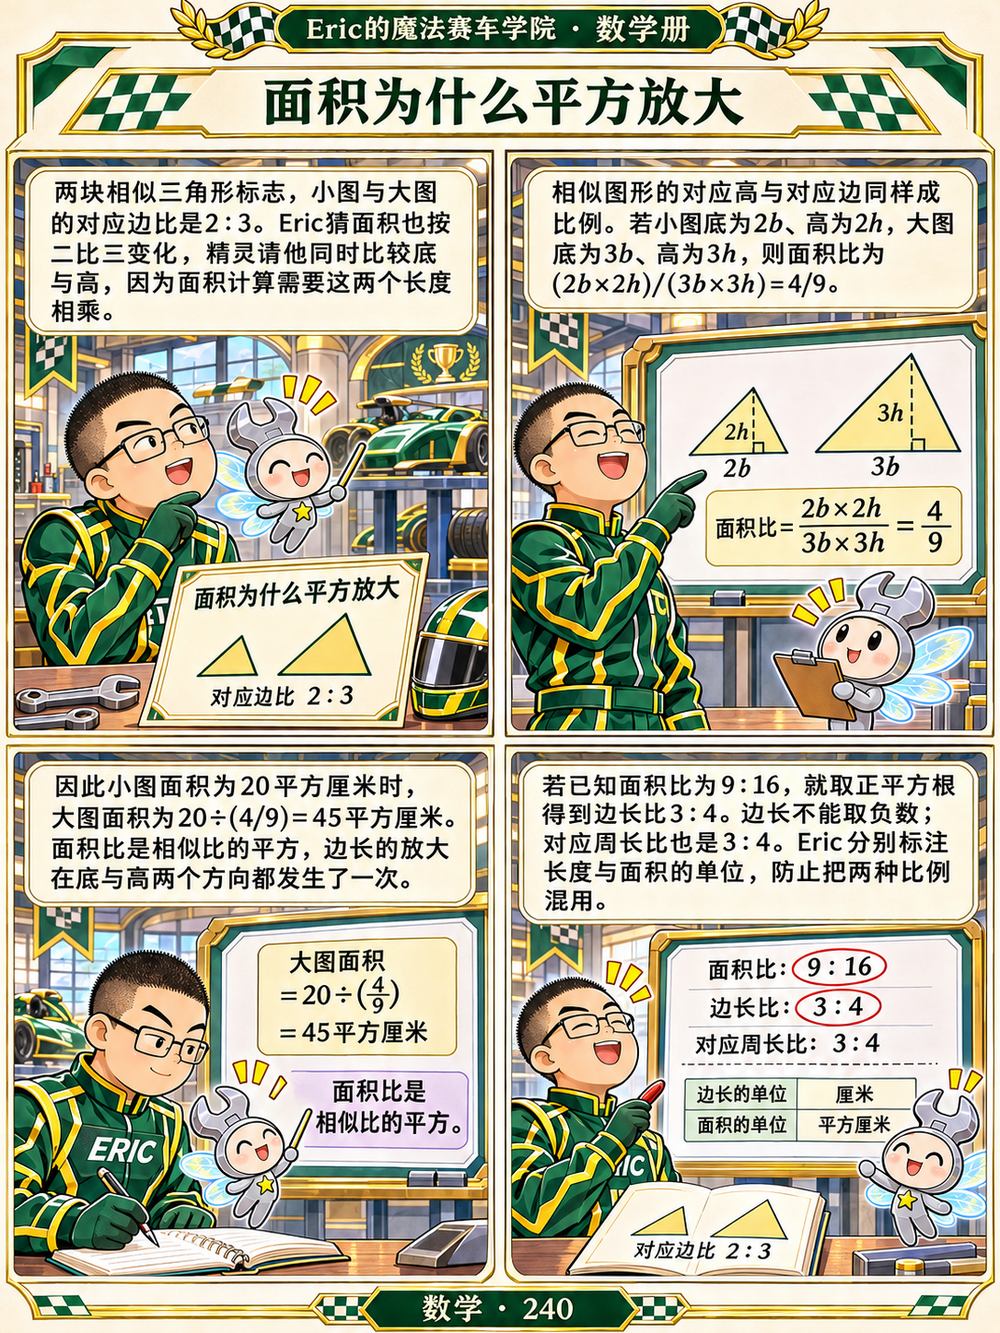 Eric的魔法赛车学院 · 数学册
面积为什么平方放大
两块相似三角形标志，小图与大图
的对应边比是2：3。Eric猜面积也按
二比三变化，精灵请他同时比较底
与高，因为面积计算需要这两个长度
相乘。
面积为什么平方放大
对应边比 2：3
相似图形的对应高与对应边同样成
比例。若小图底为2b、高为2h，大图
底为3b、高为3h，则面积比为
(2b×2h)/(3b×3h)=4/9。
2h
2b
3h
3b
面积比= 2b×2h / 3b×3h = 4/9
因此小图面积为20平方厘米时，
大图面积为20÷(4/9)=45平方厘米。
面积比是相似比的平方，边长的放大
在底与高两个方向都发生了一次。
大图面积
=20÷(4/9)
=45平方厘米
面积比是
相似比的平方。
ERIC
若已知面积比为9：16，就取正平方根
得到边长比3：4。边长不能取负数；
对应周长比也是3：4。Eric分别标注
长度与面积的单位，防止把两种比例
混用。
面积比：9：16
边长比：3：4
对应周长比：3：4
边长的单位 厘米
面积的单位 平方厘米
对应边比 2：3
数学 · 240